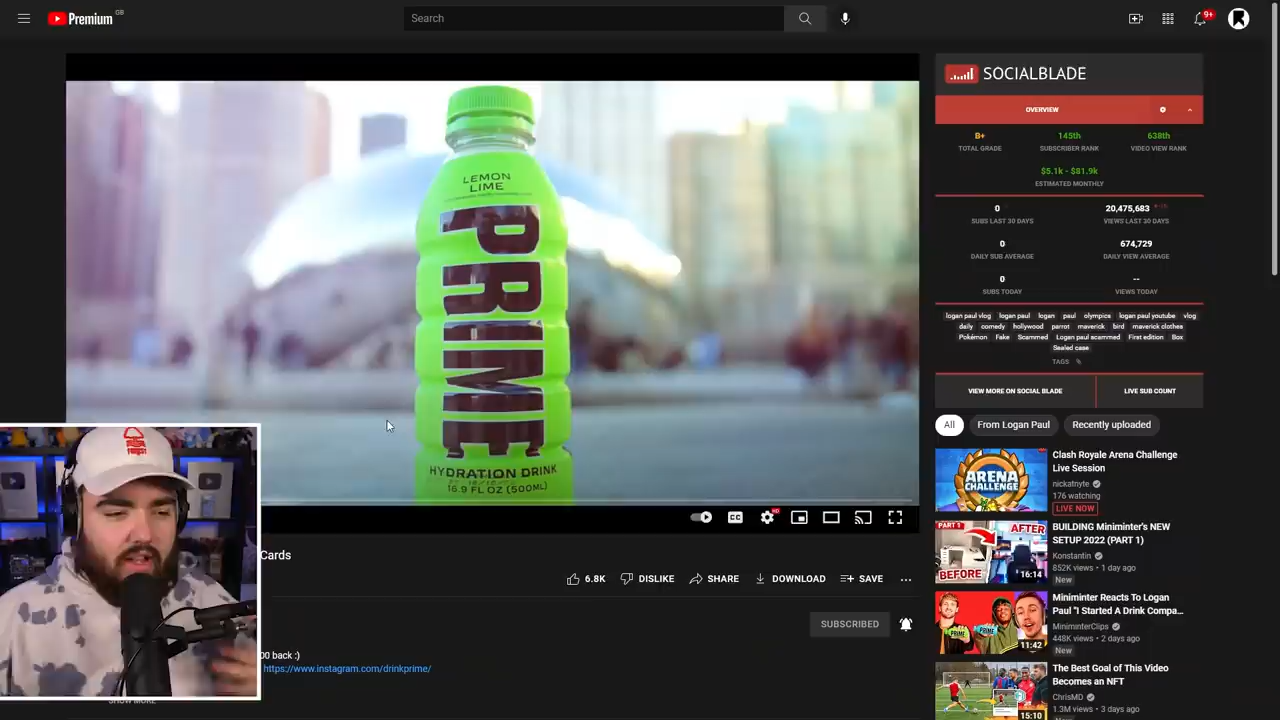 Premium GB
Search
9+
LEMON
LIME
PRIME
HYDRATION DRINK
16.9 FL OZ (500ML)
CC
HD
Cards
6.8K
DISLIKE
SHARE
DOWNLOAD
SAVE
SUBSCRIBED
00 back :)
https://www.instagram.com/drinkprime/
SHOW MORE
SOCIALBLADE
OVERVIEW
B+
145th
638th
TOTAL GRADE
SUBSCRIBER RANK
VIDEO VIEW RANK
$5.1k - $81.9k
ESTIMATED MONTHLY
0
20,475,683
SUBS LAST 30 DAYS
VIEWS LAST 30 DAYS
0
674,729
DAILY SUB AVERAGE
DAILY VIEW AVERAGE
0
--
SUBS TODAY
VIEWS TODAY
logan paul vlog logan paul logan paul olympics logan paul youtube vlog
daily comedy hollywood parrot maverick bird maverick clothes
Pokémon Fake Scammed Logan paul scammed First edition Box
Sealed case
TAGS
VIEW MORE ON SOCIAL BLADE
LIVE SUB COUNT
All
From Logan Paul
Recently uploaded
ARENA
CHALLENGE
Clash Royale Arena Challenge
Live Session
nickatnyte
176 watching
LIVE NOW
PART 1
AFTER
BEFORE
16:14
BUILDING Miniminter's NEW
SETUP 2022 (PART 1)
Konstantin
852K views • 1 day ago
New
PRIME
11:42
Miniminter Reacts To Logan
Paul "I Started A Drink Compa...
MiniminterClips
448K views • 2 days ago
New
15:10
The Best Goal of This Video
Becomes an NFT
ChrisMD
1.3M views • 3 days ago